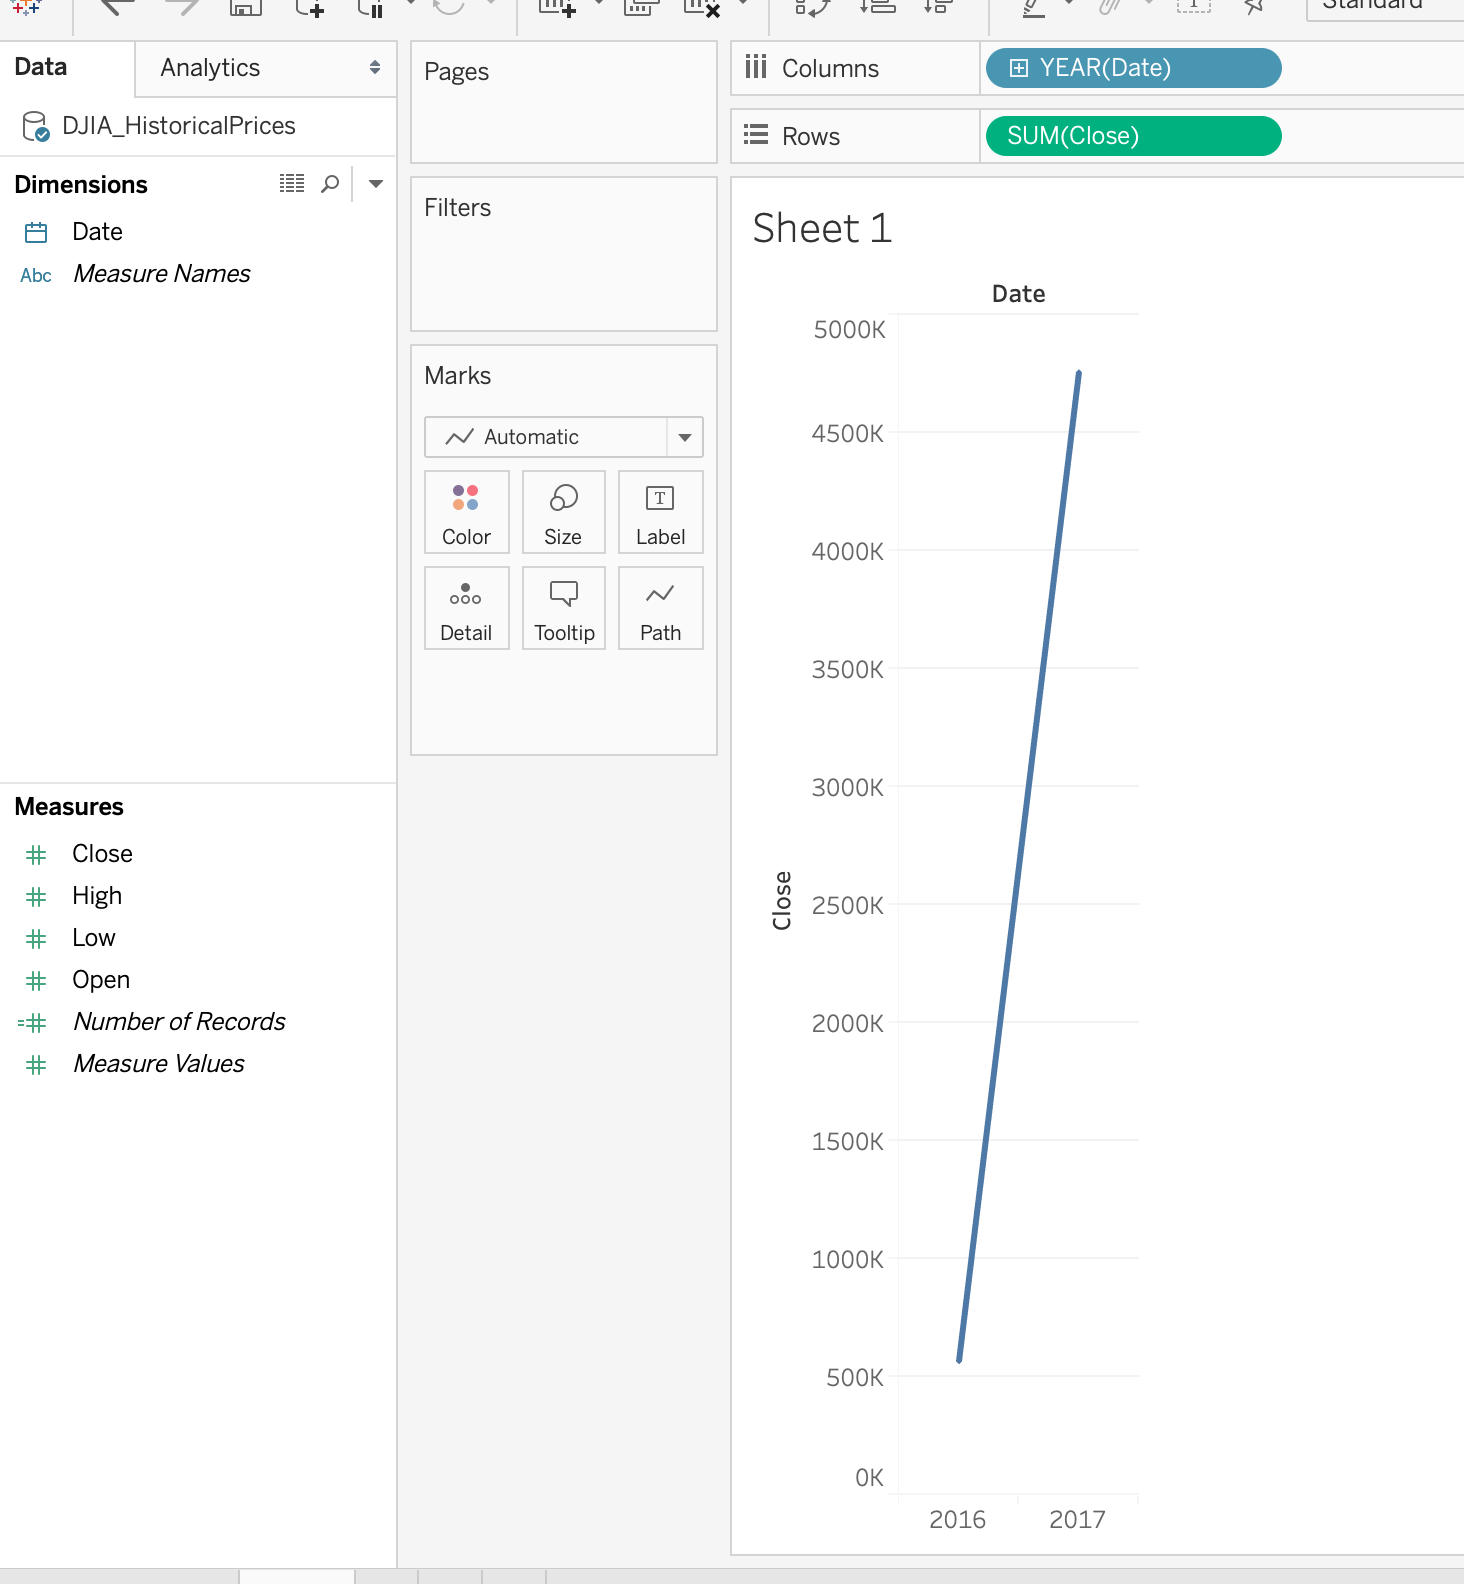 Standard
Data
Analytics
DJIA_HistoricalPrices
Dimensions
Date
Abc Measure Names
Measures
Close
High
Low
Open
Number of Records
Measure Values
Pages
Filters
Marks
Automatic
Color Size T Label
Detail Tooltip Path
Columns YEAR(Date)
Rows SUM(Close)
Sheet 1
Date
5000K
4500K
4000K
3500K
3000K
Close
2500K
2000K
1500K
1000K
500K
0K
2016 2017